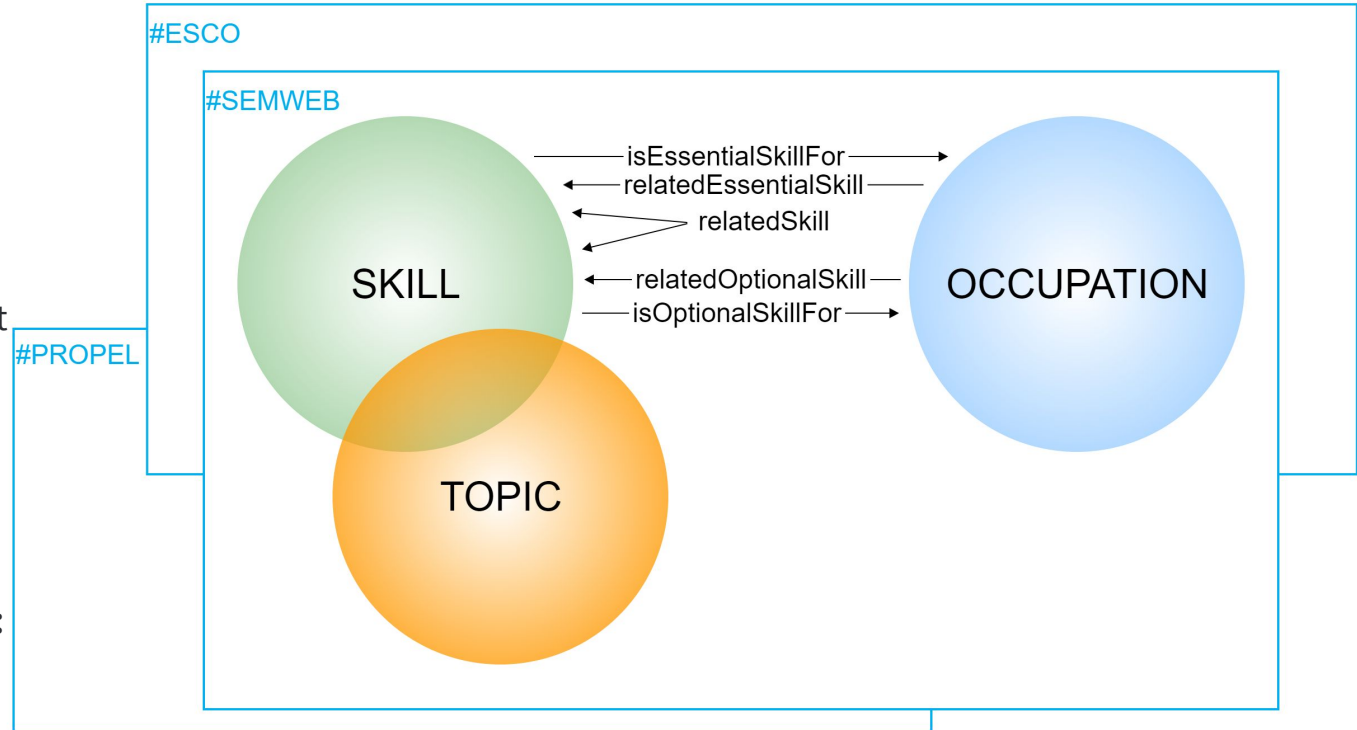 #ESCO
#SEMWEB
isEssentialSkillFor
relatedEssentialSkill
relatedSkill
SKILL
OCCUPATION
relatedOptionalSkill
isOptionalSkillFor
t
#PROPEL
TOPIC
: